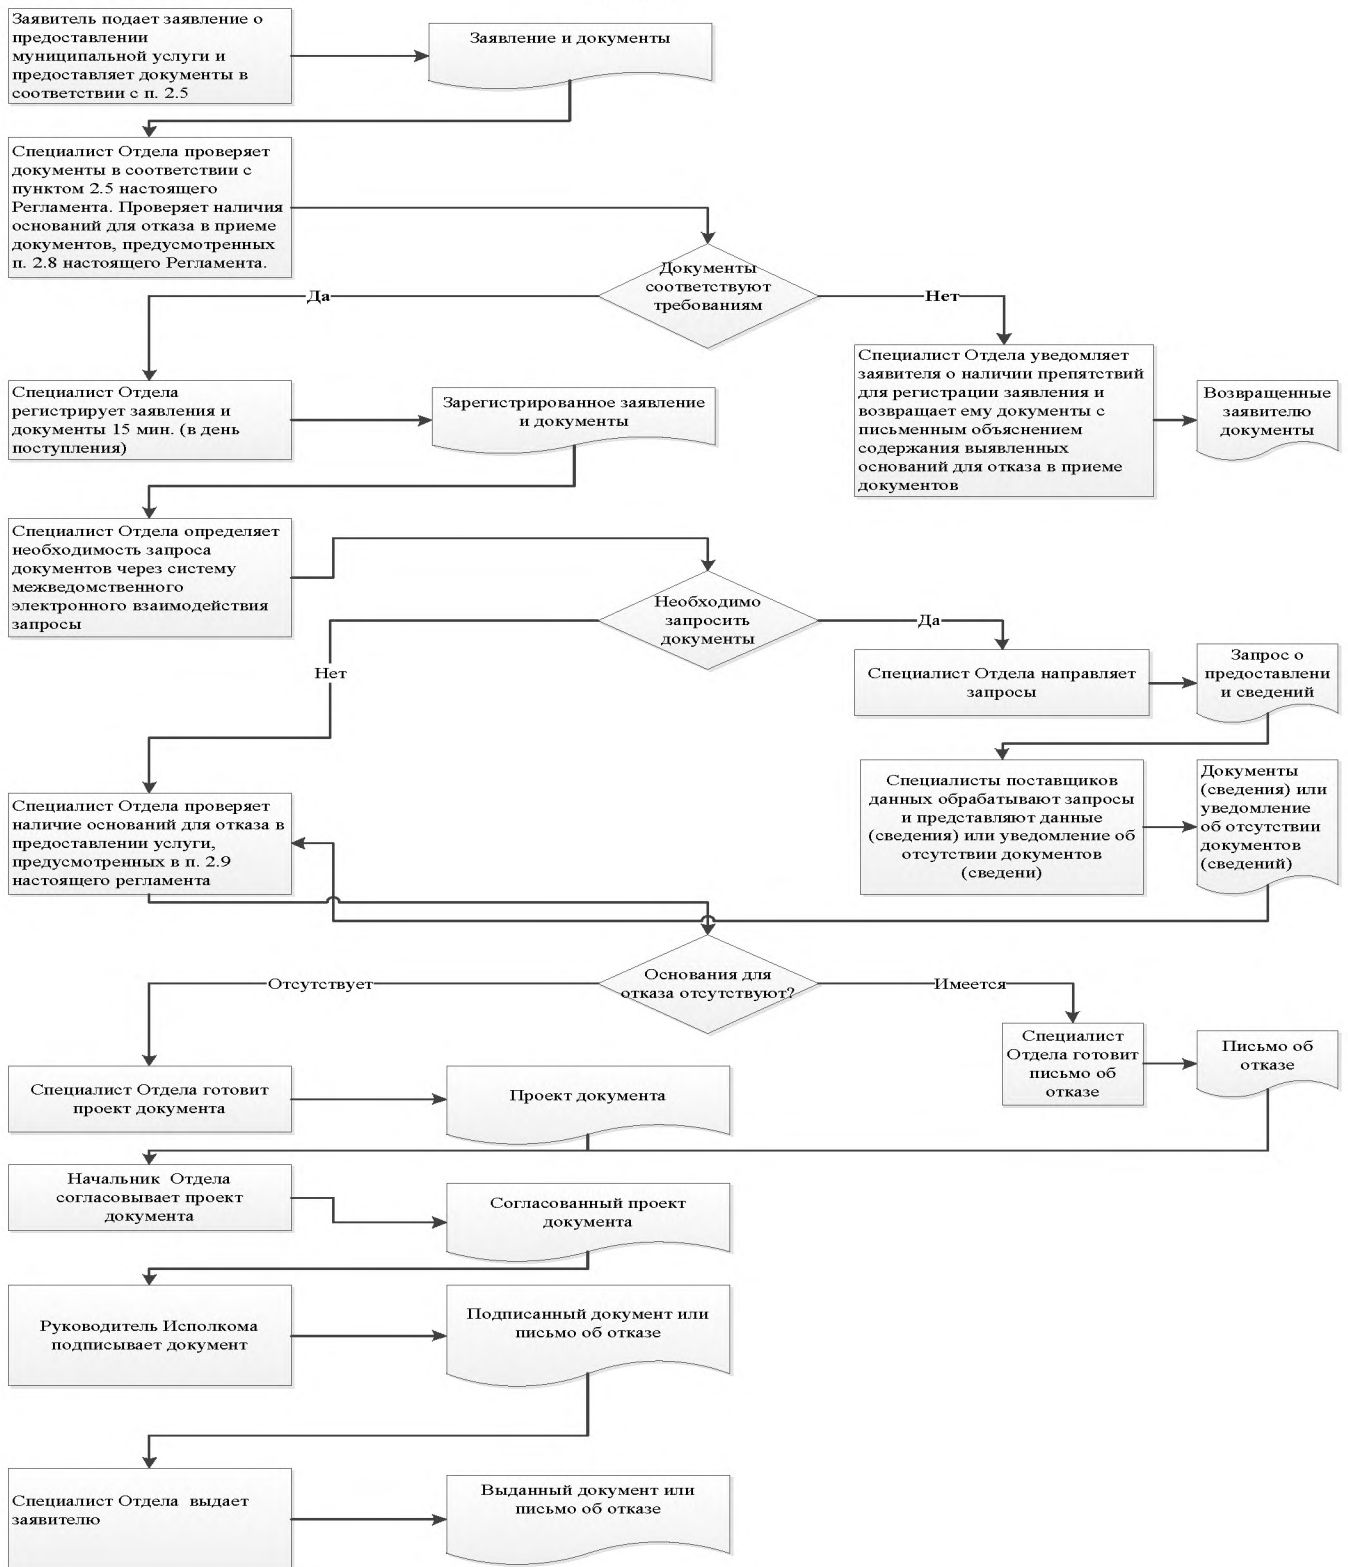 Заявитель подает заявление о
предоставлении
муниципальной услуги и
предоставляет документы в
соответствии с п. 2.5
Заявление и документы
Специалист Отдела проверяет
документы в соответствии с
пунктом 2.5 настоящего
Регламента. Проверяет наличия
оснований для отказа в приеме
документов, предусмотренных
п. 2.8 настоящего Регламента.
Документы
соответствуют
требованиям
Да
Нет
Специалист Отдела
регистрирует заявления и
документы 15 мин. (в день
поступления)
Зарегистрированное заявление
и документы
Специалист Отдела уведомляет
заявителя о наличии препятствий
для регистрации заявления и
возвращает ему документы с
письменным объяснением
содержания выявленных
оснований для отказа в приеме
документов
Возвращенные
заявителю
документы
Специалист Отдела определяет
необходимость запроса
документов через систему
межведомственного
электронного взаимодействия
запросы
Необходимо
запросить
документы
Да
Нет
Специалист Отдела направляет
запросы
Запрос о
предоставлени
и сведений
Специалисты поставщиков
данных обрабатывают запросы
и представляют данные
(сведения) или уведомление об
отсутствии документов
(сведени)
Документы
(сведения) или
уведомление
об отсутствии
документов
(сведений)
Специалист Отдела проверяет
наличие оснований для отказа в
предоставлении услуги,
предусмотренных в п. 2.9
настоящего регламента
Основания для
отказа отсутствуют?
Отсутствует
Имеется
Специалист
Отдела готовит
письмо об
отказе
Письмо об
отказе
Специалист Отдела готовит
проект документа
Проект документа
Начальник Отдела
согласовывает проект
документа
Согласованный проект
документа
Руководитель Исполкома
подписывает документ
Подписанный документ или
письмо об отказе
Специалист Отдела выдает
заявителю
Выданный документ или
письмо об отказе